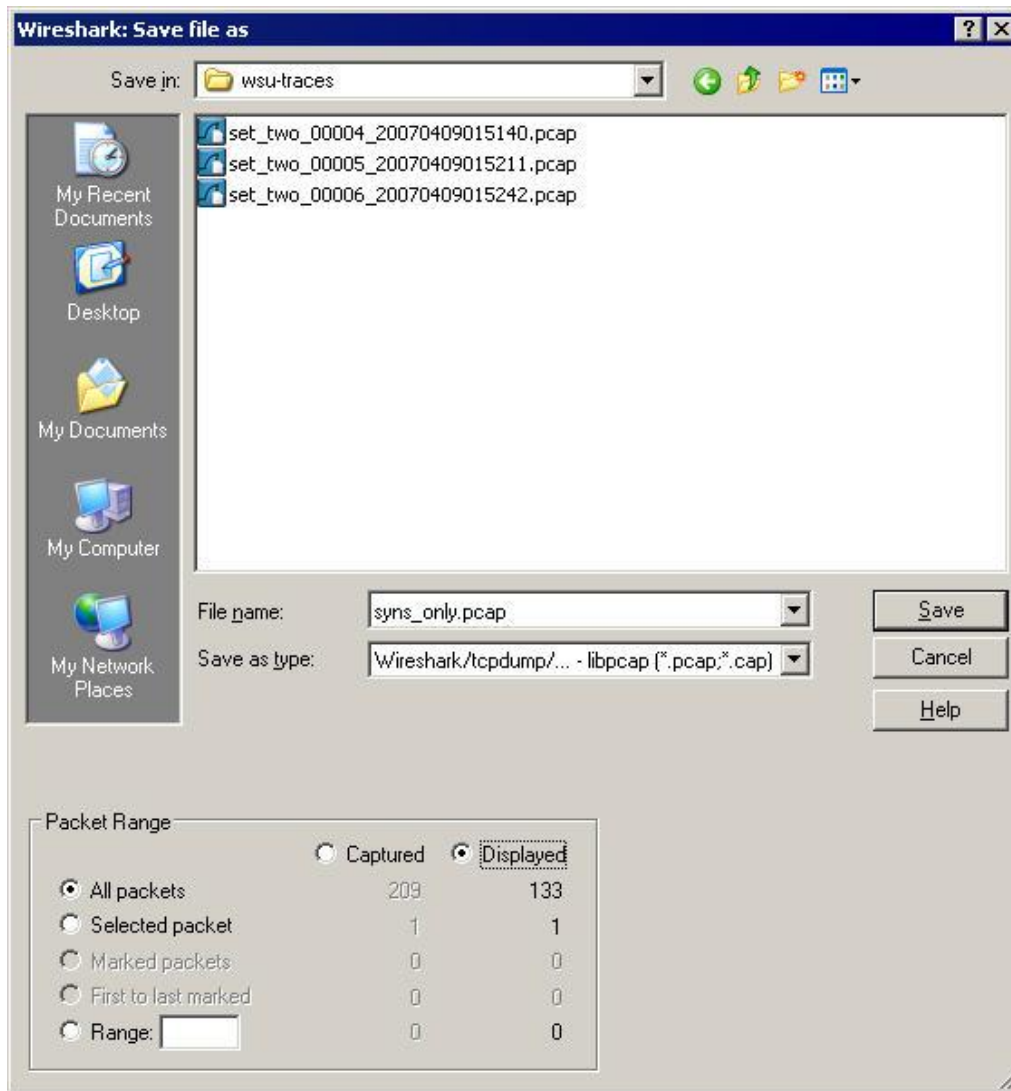 Wireshark: Save file as
Save in: wsu-traces
set_two_00004_20070409015140.pcap
set_two_00005_20070409015211.pcap
set_two_00006_20070409015242.pcap
My Recent
Documents
Desktop
My Documents
My Computer
My Network
Places
File name: syns_only.pcap
Save
Save as type: Wireshark/tcpdump/... - libpcap (*.pcap;*.cap)
Cancel
Help
Packet Range
Captured Displayed
All packets 209 133
Selected packet 1 1
Marked packets 0 0
First to last marked 0 0
Range: 0 0